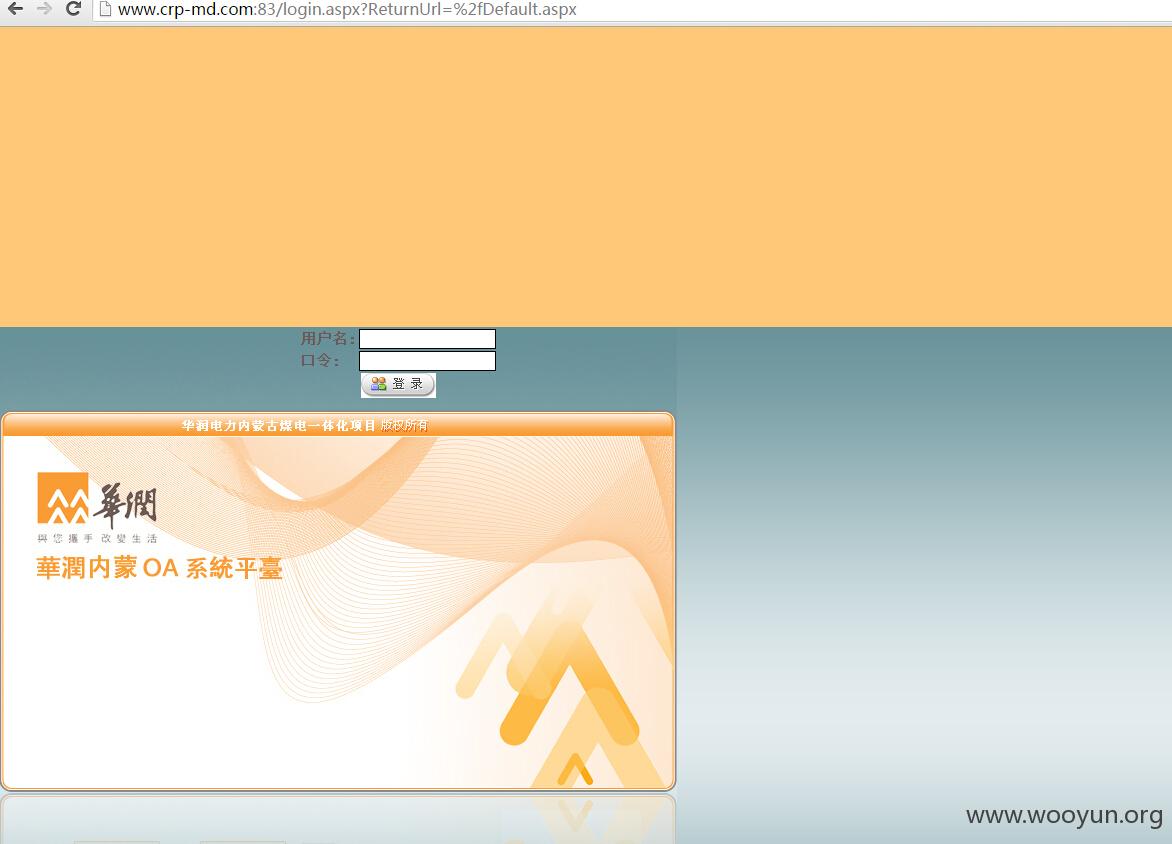 www.crp-md.com:83/login.aspx?ReturnUrl=%2fDefault.aspx
用户名：
口令：
登 录
华润电力内蒙古煤电一体化项目 版权所有
華潤
與您攜手 改變生活
華潤内蒙 OA 系統平臺
www.wooyun.org